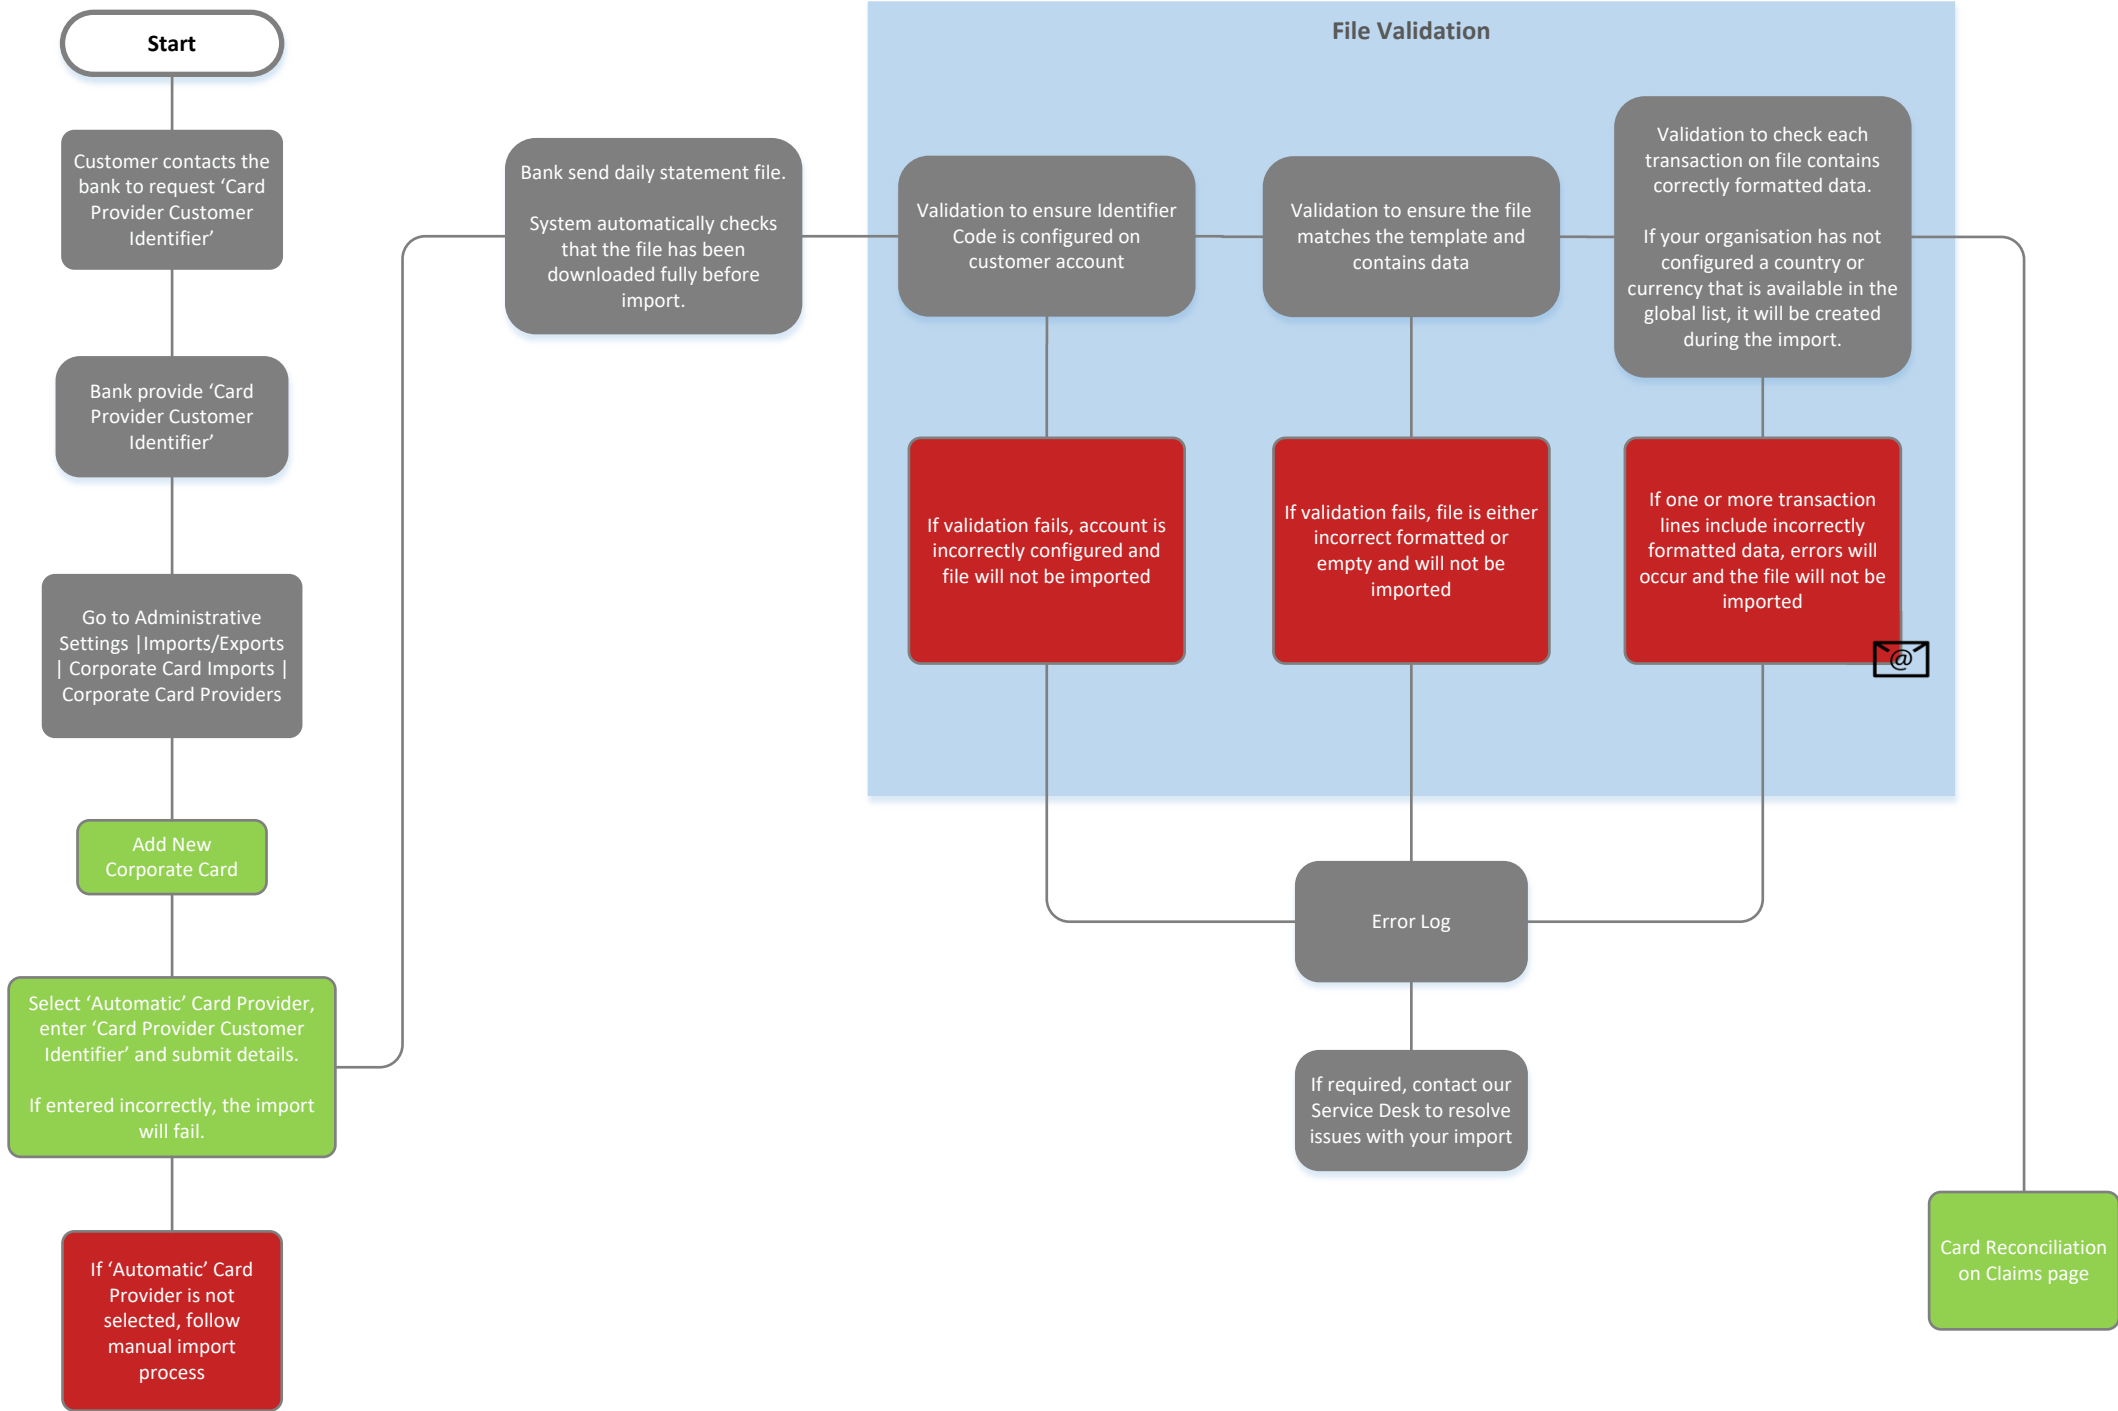 Start
Customer contacts the
bank to request ‘Card
Provider Customer
Identifier’
Bank provide ‘Card
Provider Customer
Identifier’
Go to Administrative
Settings |Imports/Exports
| Corporate Card Imports |
Corporate Card Providers
Add New
Corporate Card
Select ‘Automatic’ Card Provider,
enter ‘Card Provider Customer
Identifier’ and submit details.
If entered incorrectly, the import
will fail.
If ‘Automatic’ Card
Provider is not
selected, follow
manual import
process
Bank send daily statement file.
System automatically checks
that the file has been
downloaded fully before
import.
File Validation
Validation to ensure Identifier
Code is configured on
customer account
Validation to ensure the file
matches the template and
contains data
Validation to check each
transaction on file contains
correctly formatted data.
If your organisation has not
configured a country or
currency that is available in the
global list, it will be created
during the import.
If validation fails, account is
incorrectly configured and
file will not be imported
If validation fails, file is either
incorrect formatted or
empty and will not be
imported
If one or more transaction
lines include incorrectly
formatted data, errors will
occur and the file will not be
imported
@
Error Log
If required, contact our
Service Desk to resolve
issues with your import
Card Reconciliation
on Claims page